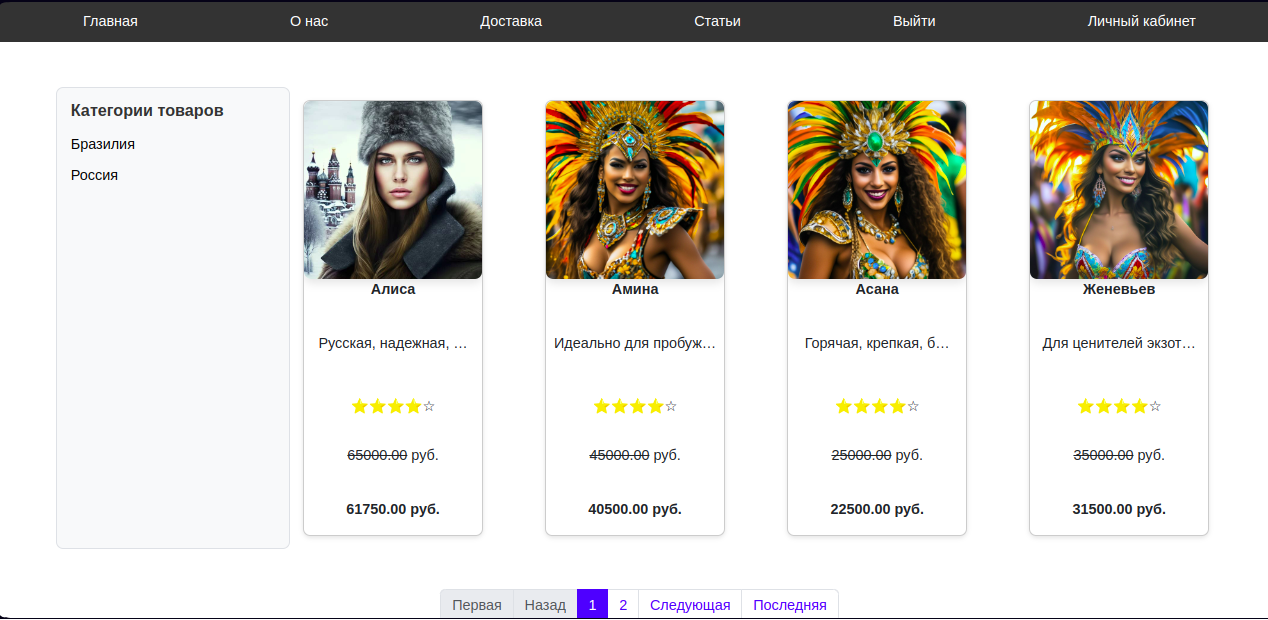 Главная О нас Доставка Статьи Выйти Личный кабинет
Категории товаров
Бразилия
Россия
Алиса
Русская, надежная, …
65000.00 руб.
61750.00 руб.
Амина
Идеально для пробуж…
45000.00 руб.
40500.00 руб.
Асана
Горячая, крепкая, б…
25000.00 руб.
22500.00 руб.
Женевьев
Для ценителей экзот…
35000.00 руб.
31500.00 руб.
Первая Назад 1 2 Следующая Последняя